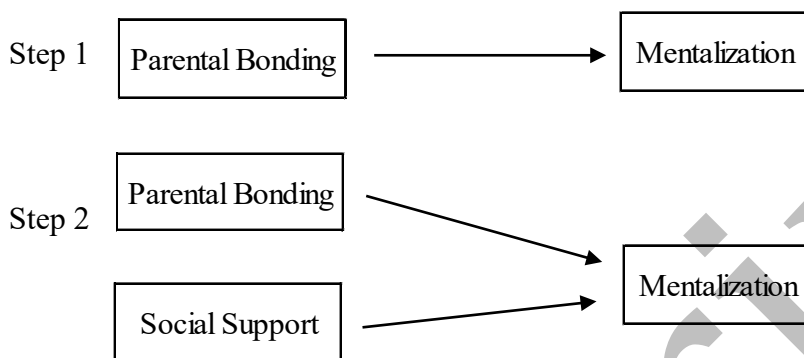 Step 1
Parental Bonding
Mentalization
Parental Bonding
Step 2
Mentalization
Social Support